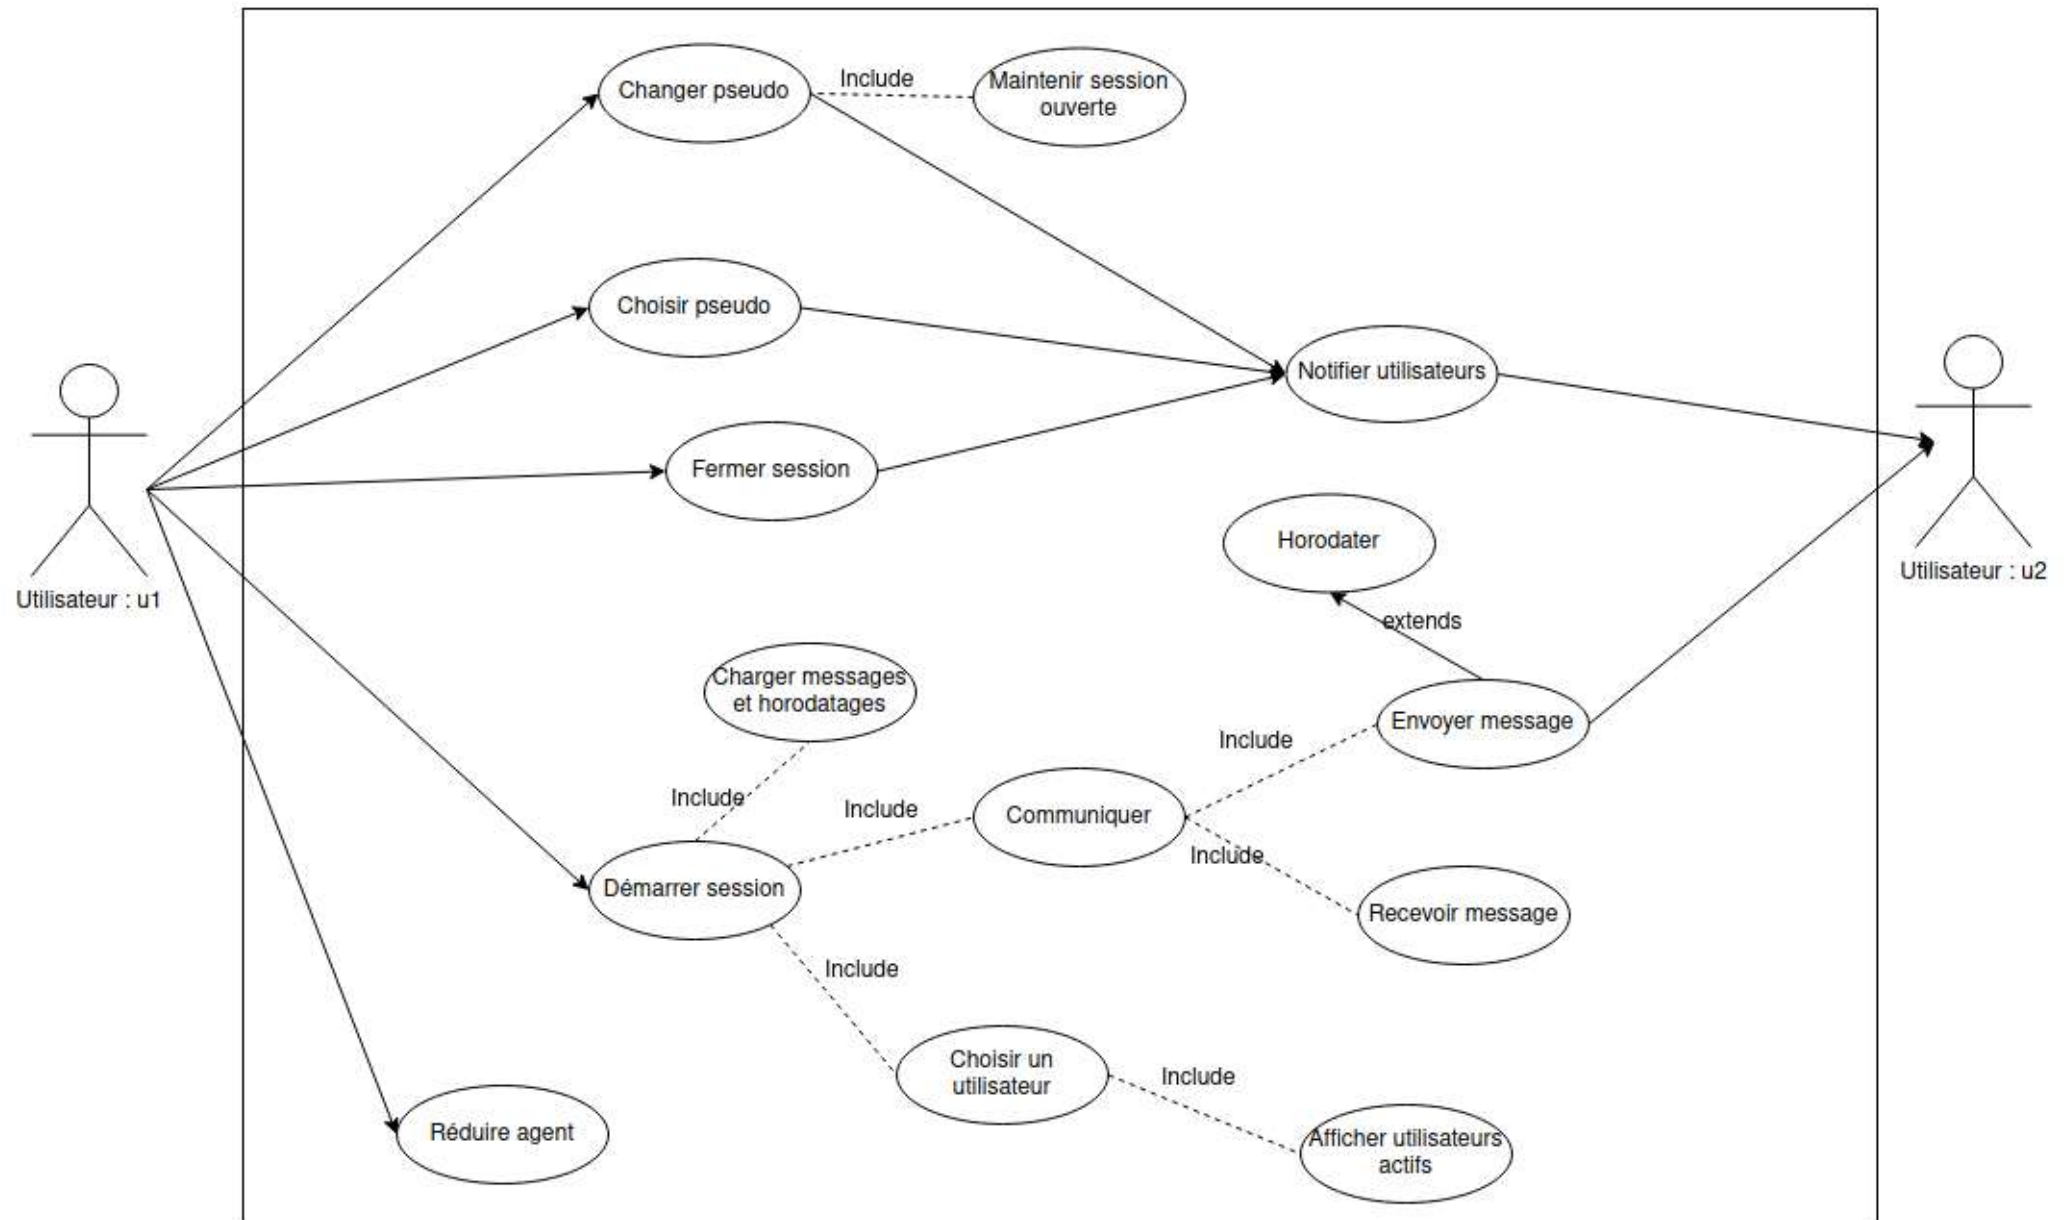 Changer pseudo
Include
Maintenir session
ouverte
Choisir pseudo
Notifier utilisateurs
Fermer session
Horodater
Utilisateur : u1
Utilisateur : u2
extends
Charger messages
et horodatages
Envoyer message
Include
Include
Include
Communiquer
Include
Démarrer session
Recevoir message
Include
Choisir un
utilisateur
Include
Réduire agent
Afficher utilisateurs
actifs